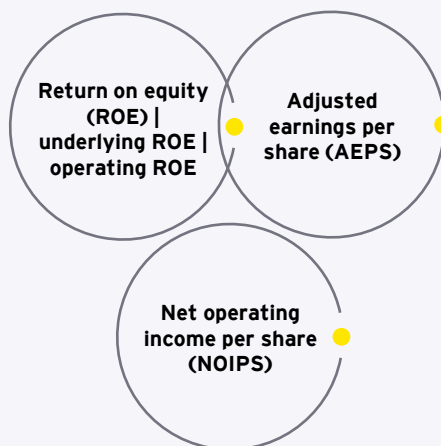 Return on equity
(ROE) |
underlying ROE |
operating ROE
Adjusted
earnings per
share (AEPS)
Net operating
income per share
(NOIPS)